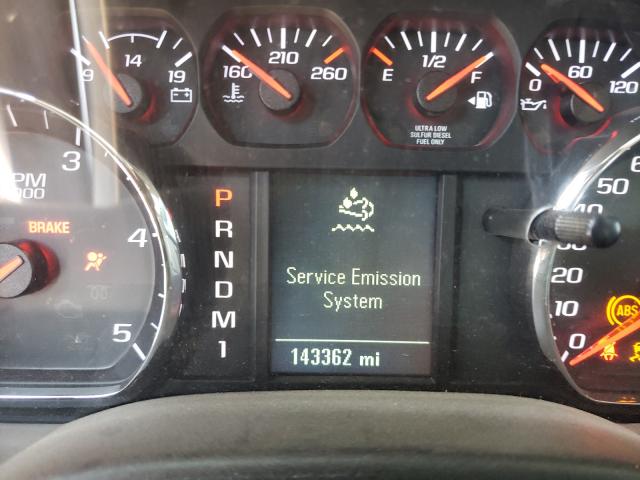 9 14 19
160 210 260
E 1/2 F
0 60 120
ULTRA LOW
SULFUR DIESEL
FUEL ONLY
3
4
5
BRAKE
P
R
N
D
M
1
Service Emission
System
143362 mi
50
40
30
20
10
0
ABS